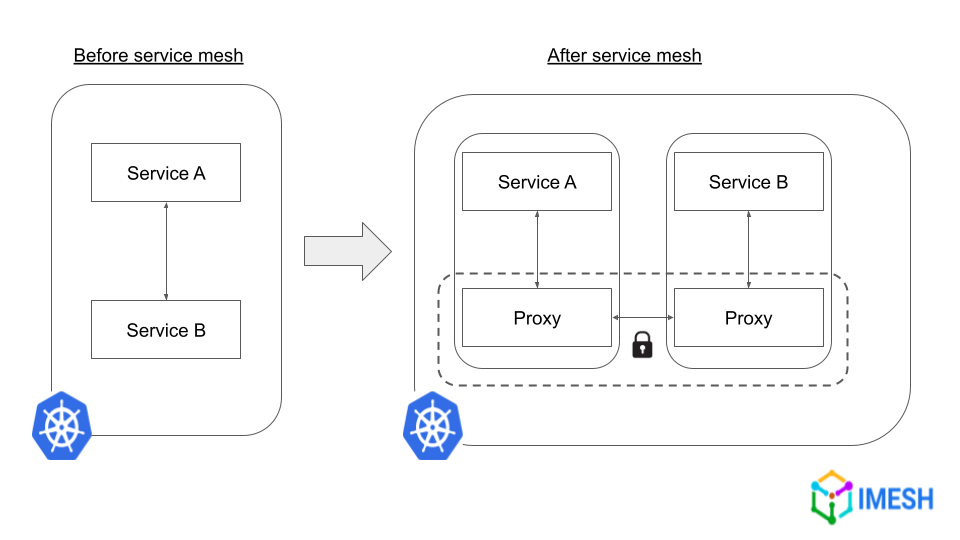 Before service mesh
After service mesh
Service A
Service B
Service A
Service B
Proxy
Proxy
IMESH